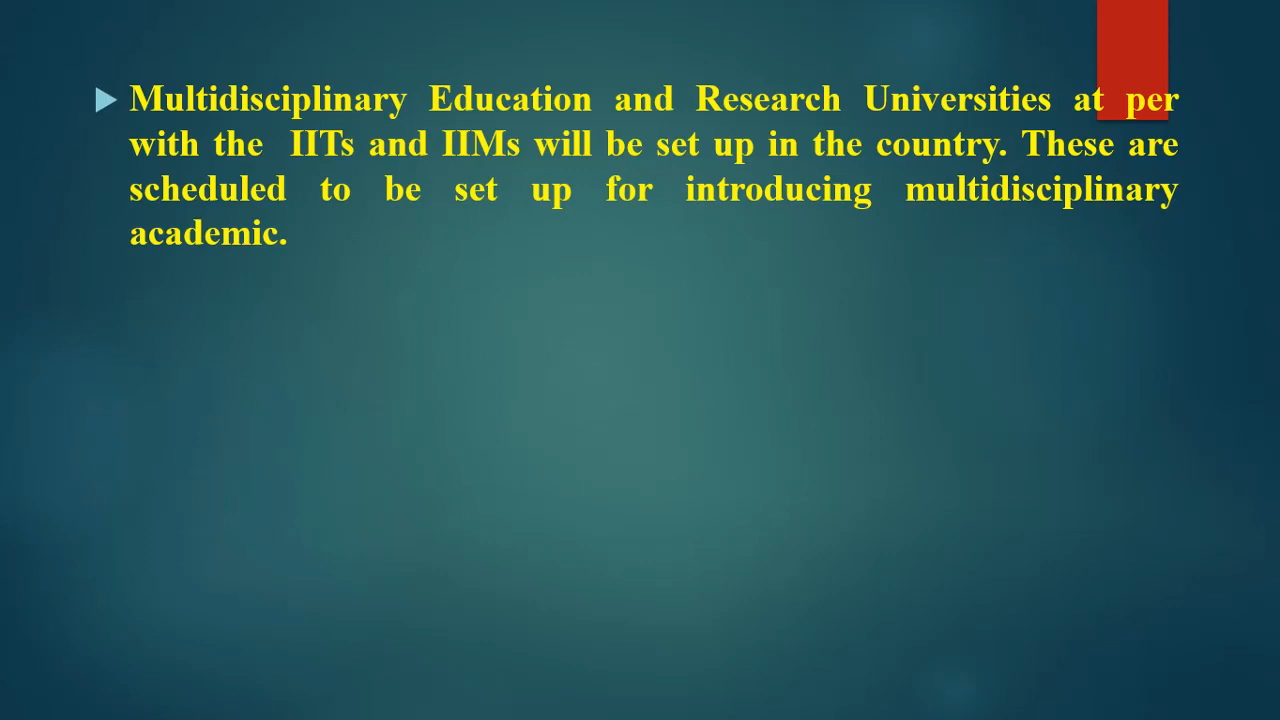 Multidisciplinary Education and Research Universities at per
with the IITs and IIMs will be set up in the country. These are
scheduled to be set up for introducing multidisciplinary
academic.